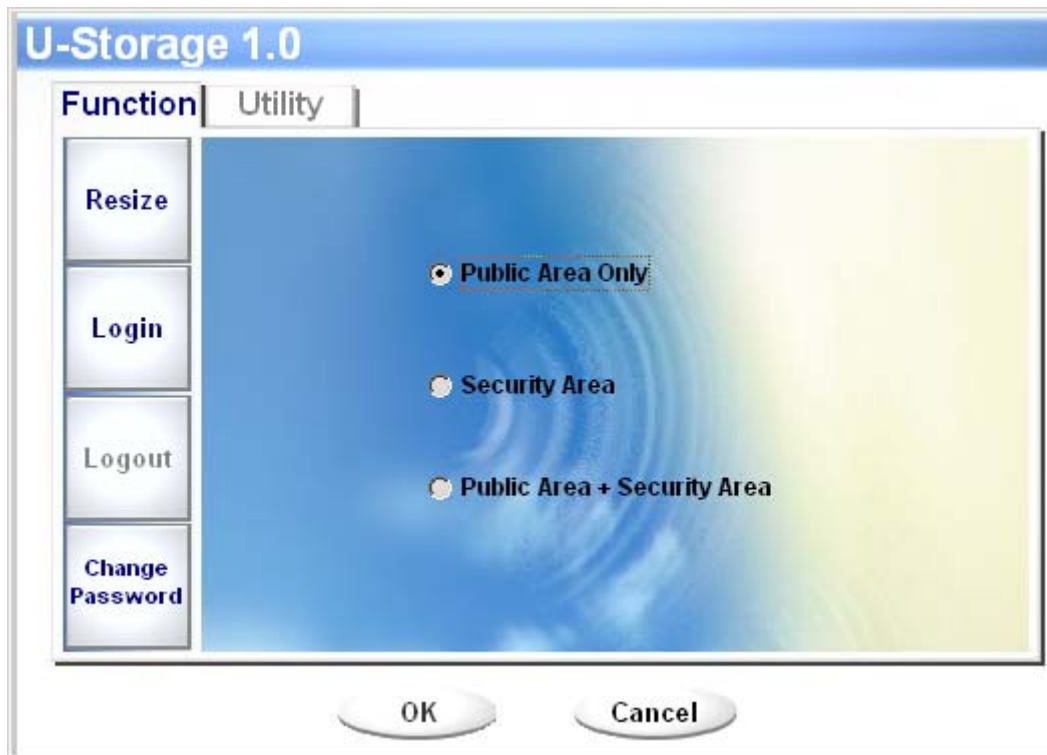 U-Storage 1.0
Function
Utility
Resize
Login
Logout
Change
Password
Public Area Only
Security Area
Public Area + Security Area
OK
Cancel